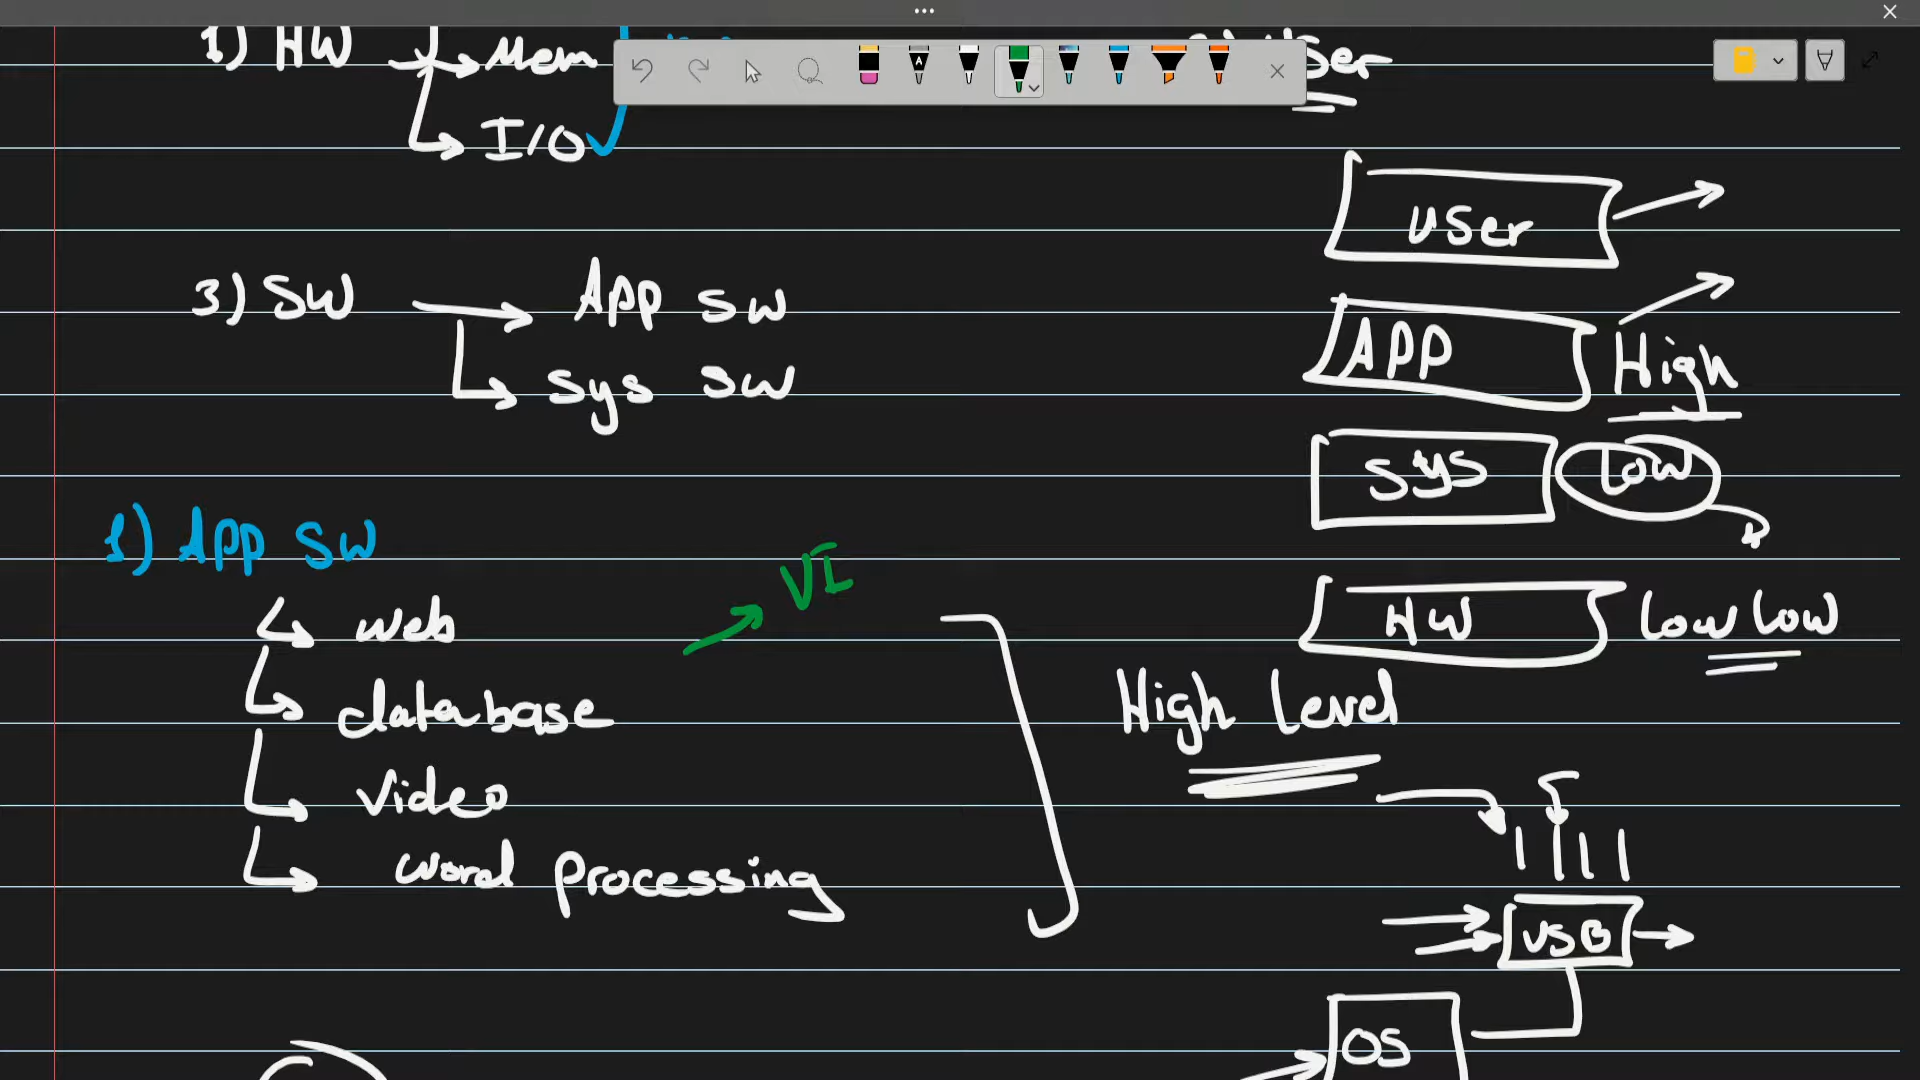 1) HW → Mem
User
→ I/O ✓
User
3) SW → App SW
→ Sys SW
APP High
Sys Low
1) App SW
VI
HW Low Low
→ web
High Level
→ database
→ Video
→ word processing
USB
OS